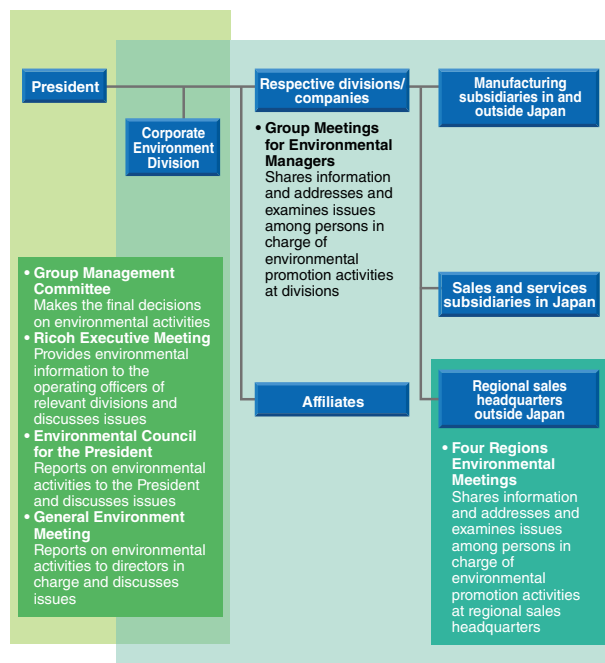 President
Corporate
Environment
Division
Respective divisions/
companies
• Group Meetings
for Environmental
Managers
Shares information
and addresses and
examines issues
among persons in
charge of
environmental
promotion activities
at divisions
Affiliates
Manufacturing
subsidiaries in and
outside Japan
Sales and services
subsidiaries in Japan
Regional sales
headquarters
outside Japan
• Four Regions
Environmental
Meetings
Shares information
and addresses and
examines issues
among persons in
charge of
environmental
promotion activities
at regional sales
headquarters
• Group Management
Committee
Makes the final decisions
on environmental activities
• Ricoh Executive Meeting
Provides environmental
information to the
operating officers of
relevant divisions and
discusses issues
• Environmental Council
for the President
Reports on environmental
activities to the President
and discusses issues
• General Environment
Meeting
Reports on environmental
activities to directors in
charge and discusses
issues